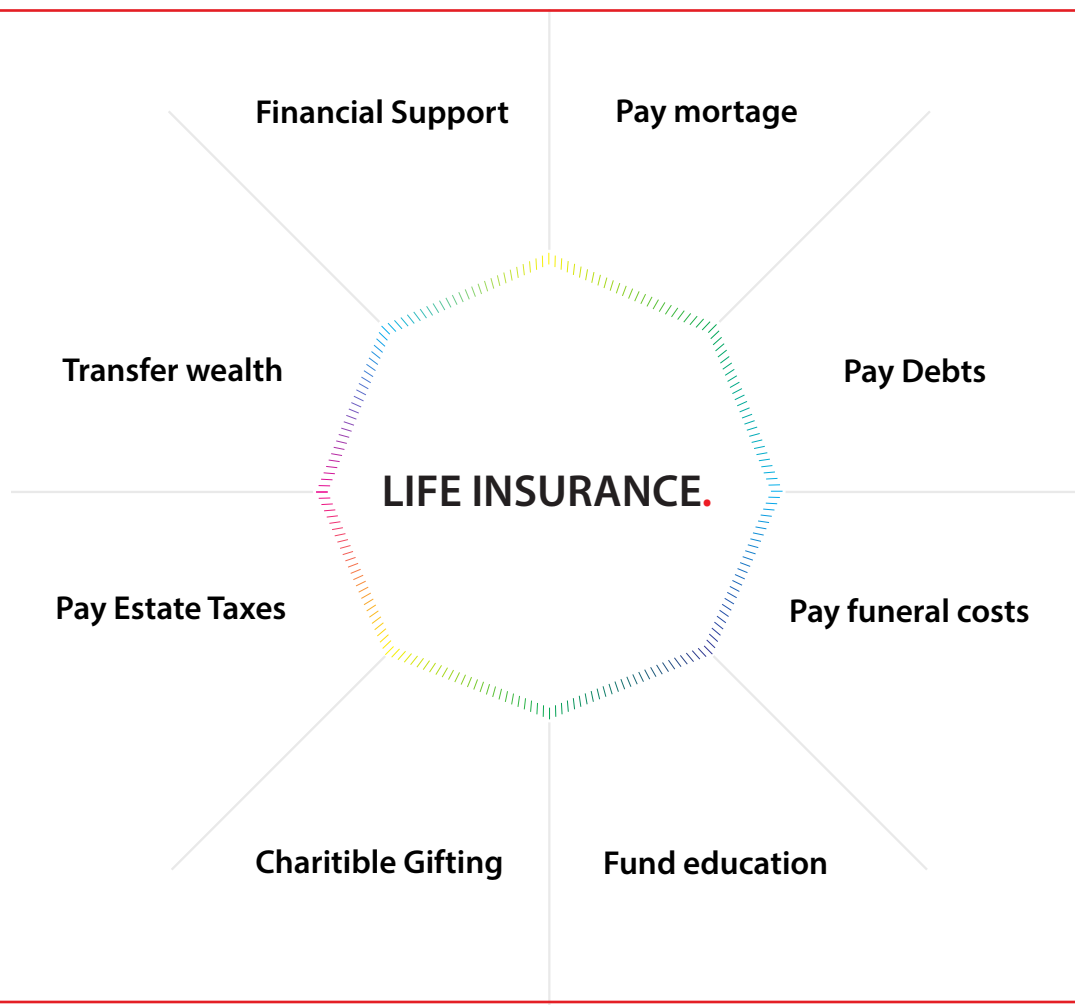 Financial Support
Pay mortage
Transfer wealth
Pay Debts
LIFE INSURANCE.
Pay Estate Taxes
Pay funeral costs
Charitible Gifting
Fund education